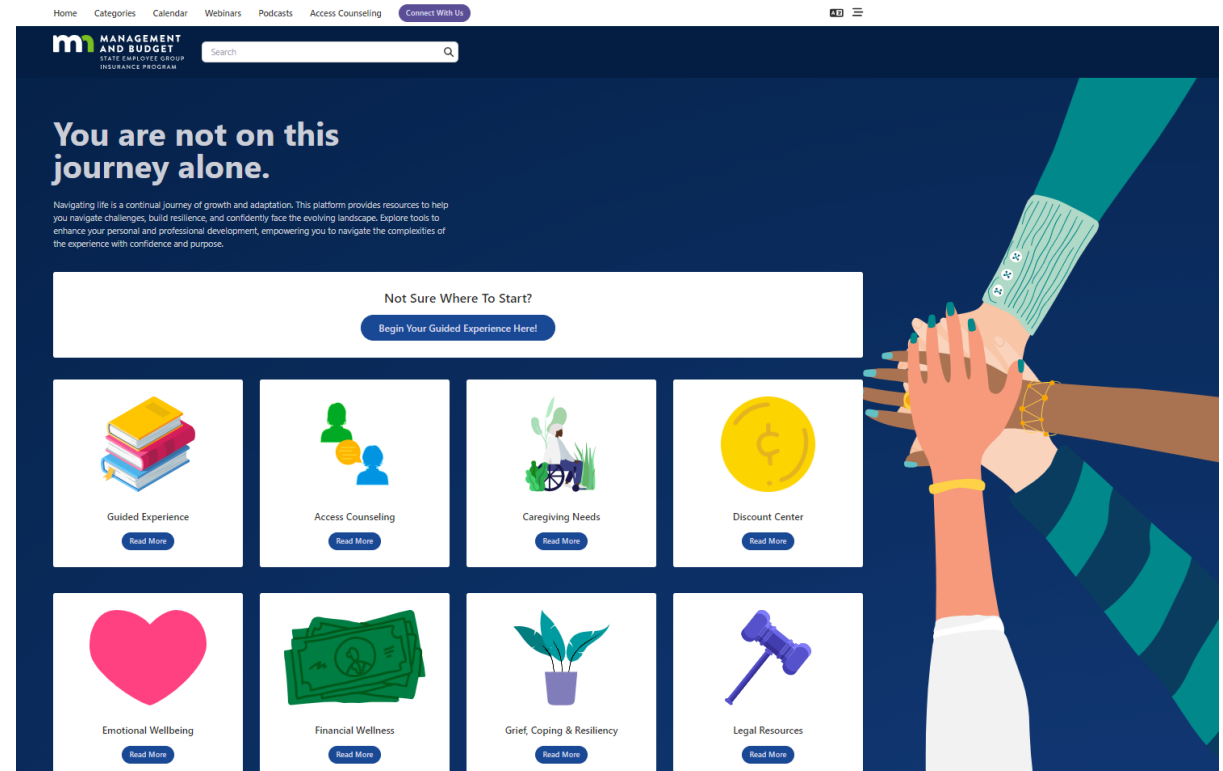 Home Categories Calendar Webinars Podcasts Access Counseling Connect With Us
MANAGEMENT
AND BUDGET
STATE EMPLOYEE GROUP
INSURANCE PROGRAM
Search
You are not on this
journey alone.
Navigating life is a continual journey of growth and adaptation. This platform provides resources to help
you navigate challenges, build resilience, and confidently face the evolving landscape. Explore tools to
enhance your personal and professional development, empowering you to navigate the complexities of
the experience with confidence and purpose.
Not Sure Where To Start?
Begin Your Guided Experience Here!
Guided Experience Access Counseling Caregiving Needs Discount Center
Read More Read More Read More Read More
Emotional Wellbeing Financial Wellness Grief, Coping & Resiliency Legal Resources
Read More Read More Read More Read More